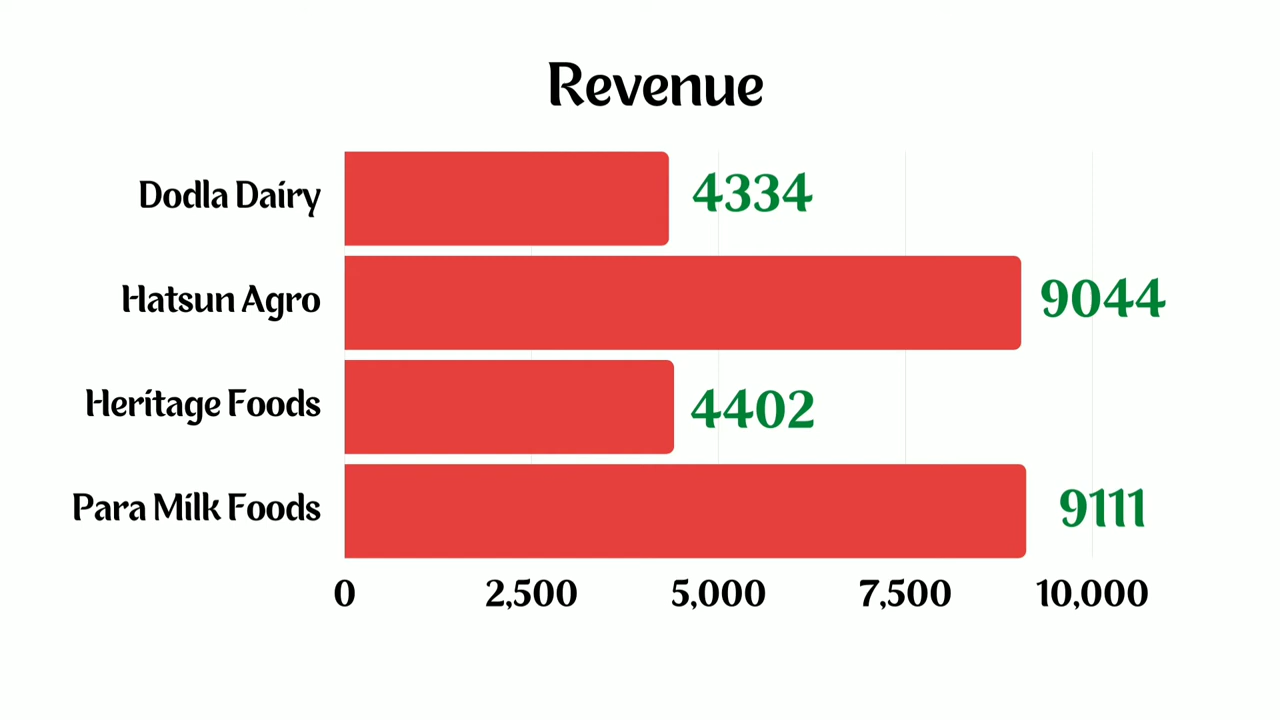 Revenue
Dodla Dairy 4334
Hatsun Agro 9044
Heritage Foods 4402
Para Milk Foods 9111
0 2,500 5,000 7,500 10,000